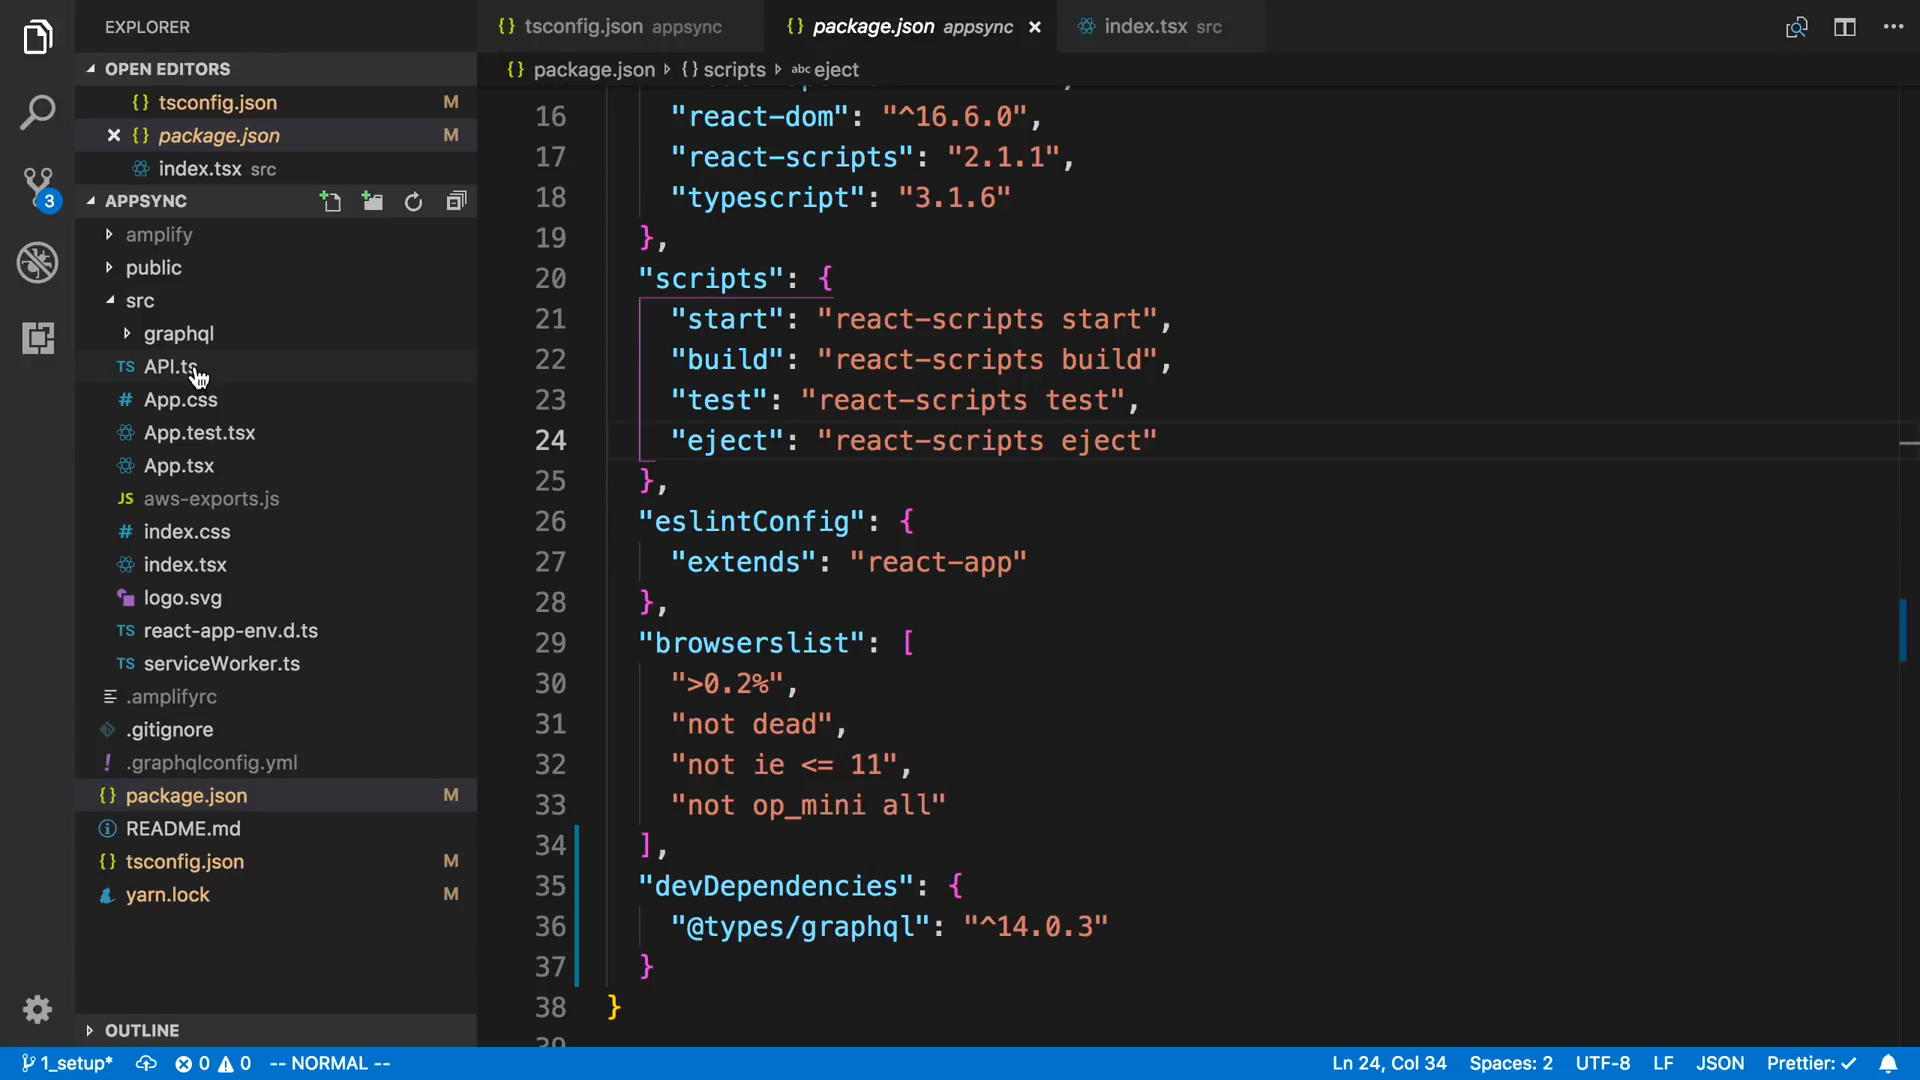 EXPLORER
OPEN EDITORS
{} tsconfig.json M
× {} package.json M
index.tsx src
APPSYNC
amplify
public
src
graphql
TS API.ts
# App.css
App.test.tsx
App.tsx
JS aws-exports.js
# index.css
index.tsx
logo.svg
TS react-app-env.d.ts
TS serviceWorker.ts
.amplifyrc
.gitignore
! .graphqlconfig.yml
{} package.json M
README.md
{} tsconfig.json M
yarn.lock M
OUTLINE
3
{} tsconfig.json appsync
{} package.json appsync ×
index.tsx src
{} package.json › {} scripts › abc eject
16 "react-dom": "^16.6.0",
17 "react-scripts": "2.1.1",
18 "typescript": "3.1.6"
19 },
20 "scripts": {
21 "start": "react-scripts start",
22 "build": "react-scripts build",
23 "test": "react-scripts test",
24 "eject": "react-scripts eject"
25 },
26 "eslintConfig": {
27 "extends": "react-app"
28 },
29 "browserslist": [
30 ">0.2%",
31 "not dead",
32 "not ie <= 11",
33 "not op_mini all"
34 ],
35 "devDependencies": {
36 "@types/graphql": "^14.0.3"
37 }
38 }
1_setup* 0 0 -- NORMAL --
Ln 24, Col 34 Spaces: 2 UTF-8 LF JSON Prettier: ✓